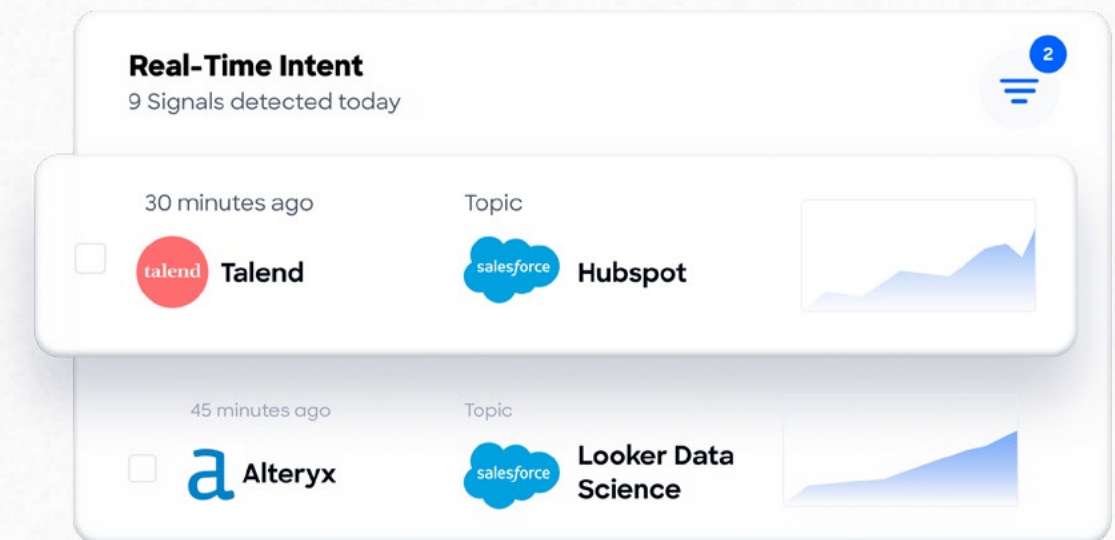 Real-Time Intent
2
9 Signals detected today
30 minutes ago
Topic
talend
Talend
salesforce
Hubspot
45 minutes ago
Topic
a
Alteryx
salesforce
Looker Data
Science